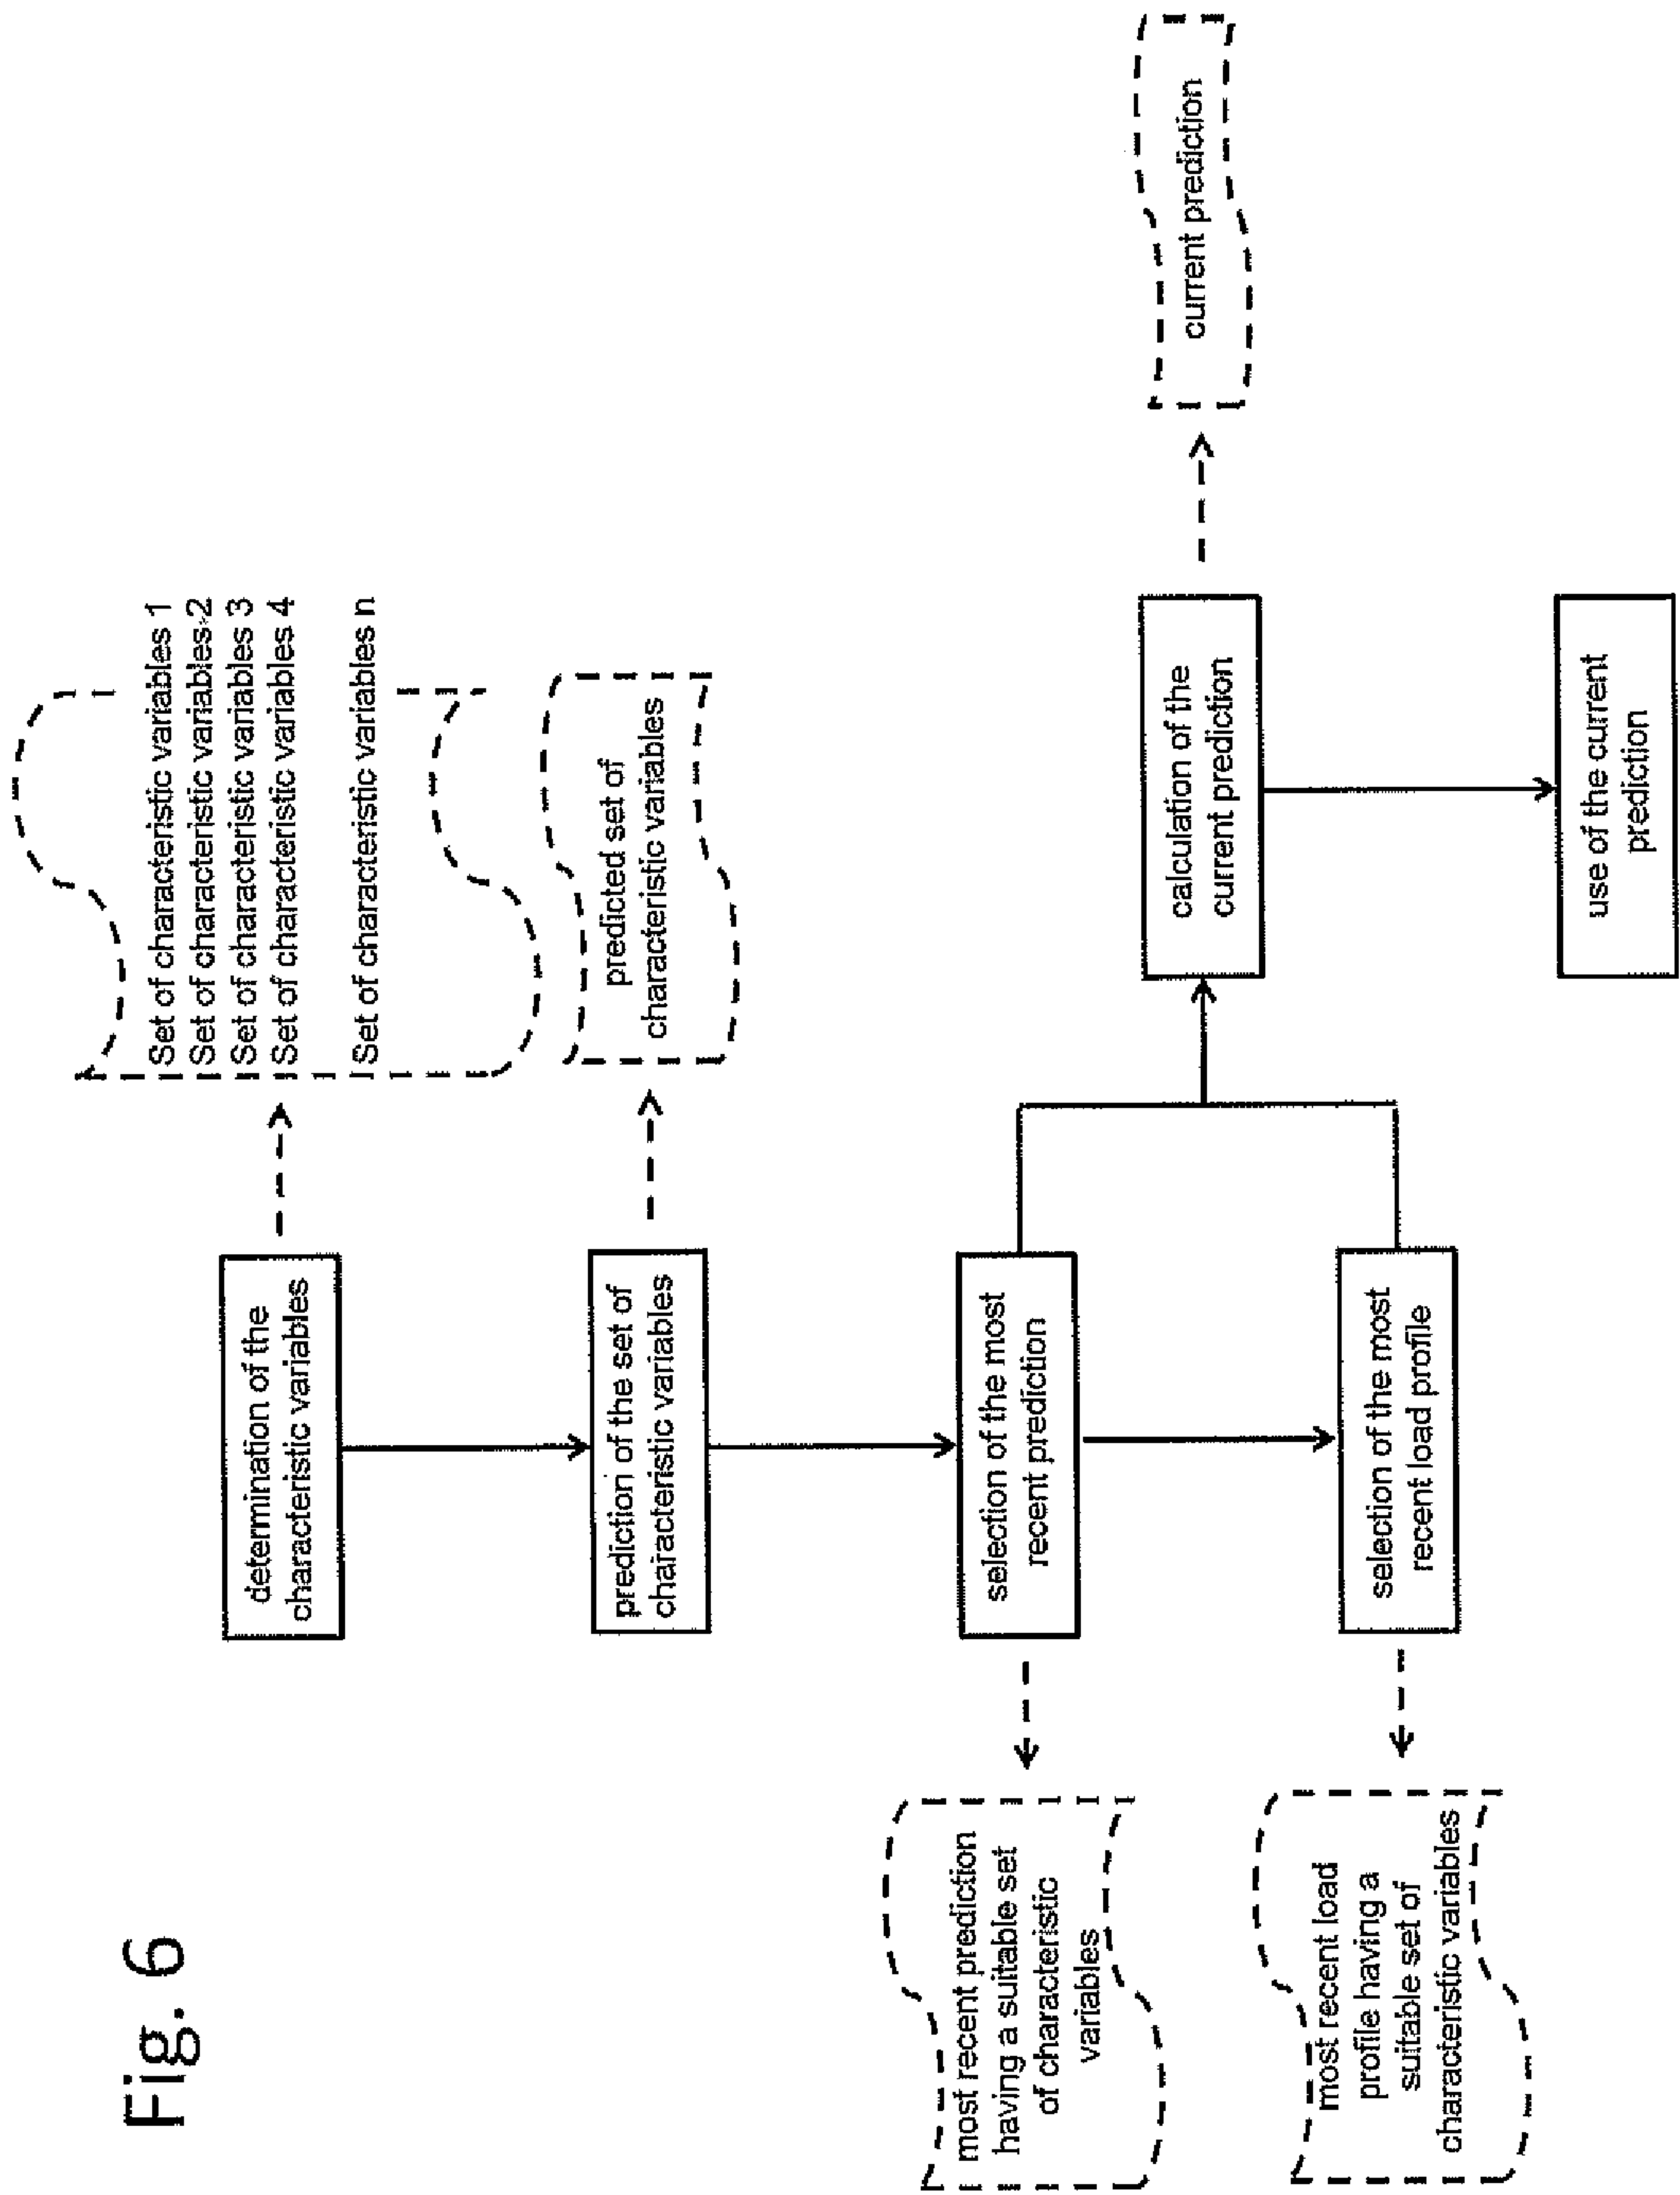 Fig. 6
determination of the
characteristic variables
Set of characteristic variables 1
Set of characteristic variables 2
Set of characteristic variables 3
Set of characteristic variables 4
Set of characteristic variables n
prediction of the set of
characteristic variables
predicted set of
characteristic variables
most recent prediction
having a suitable set
of characteristic
variables
selection of the most
recent prediction
most recent load
profile having a
suitable set of
characteristic variables
selection of the most
recent load profile
calculation of the
current prediction
current prediction
use of the current
prediction